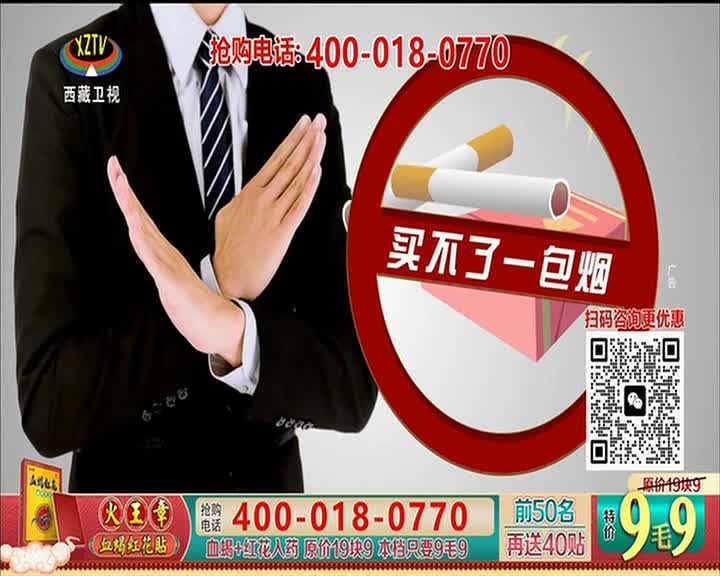 XZTV
西藏卫视
抢购电话: 400-018-0770
买不了一包烟
广告
扫码咨询更优惠
火王章
血蝎红花贴
抢购电话
400-018-0770
血蝎+红花入药 原价19块9 本档只要9毛9
前50名
再送40贴
原价19块9
特价
9毛9